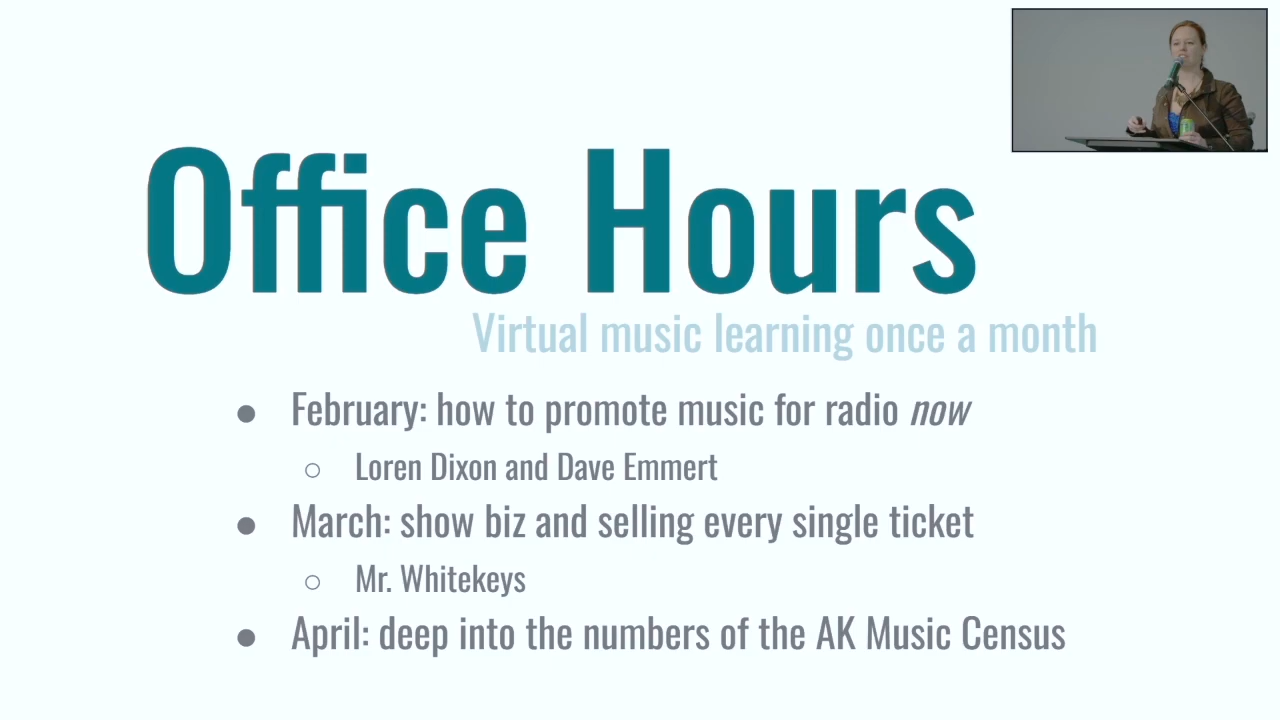 Office Hours
Virtual music learning once a month
● February: how to promote music for radio now
○ Loren Dixon and Dave Emmert
● March: show biz and selling every single ticket
○ Mr. Whitekeys
● April: deep into the numbers of the AK Music Census